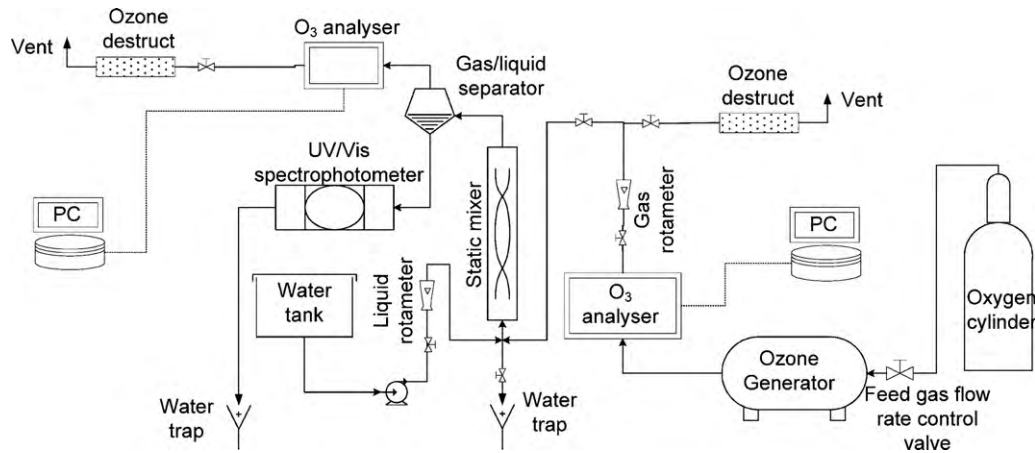 Ozone
destruct
Vent
O₃ analyser
Gas/liquid
separator
Ozone
destruct
Vent
UV/Vis
spectrophotometer
PC
Static mixer
Gas
rotameter
PC
Water
tank
Liquid
rotameter
O₃
analyser
Oxygen
cylinder
Ozone
Generator
Feed gas flow
rate control
valve
Water
trap
Water
trap
+
+